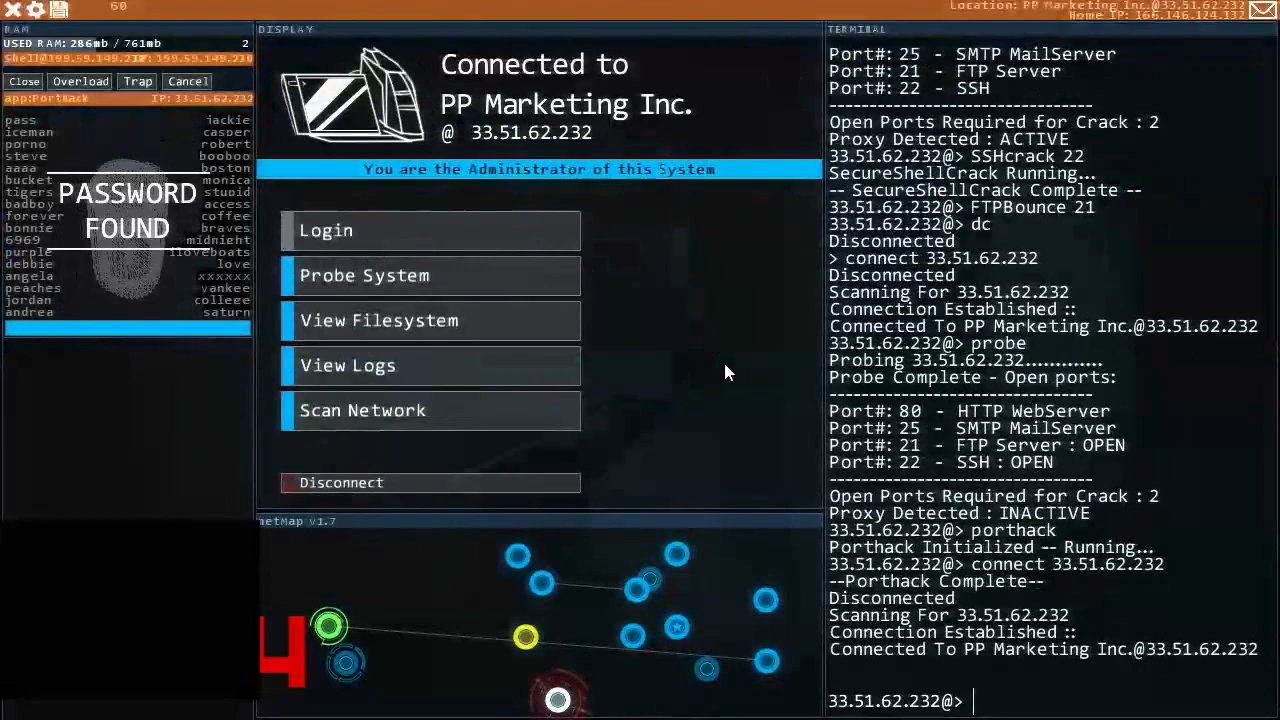 60
Location: PP Marketing Inc.@33.51.62.232
Home IP: 166.146.124.132
RAM
USED RAM: 286mb / 761mb 2
Close Overload Trap Cancel
app:PortHack IP: 33.51.62.232
pass jackie
iceman casper
porno robert
steve booboo
aaaa boston
bucket monica
tigers stupid
badboy access
forever coffee
bonnie braves
6969 midnight
purple iloveboats
debbie love
angela xxxxxx
peaches yankee
jordan college
andrea saturn
PASSWORD
FOUND
DISPLAY
Connected to
PP Marketing Inc.
@ 33.51.62.232
You are the Administrator of this System
Login
Probe System
View Filesystem
View Logs
Scan Network
Disconnect
netMap v1.7
4
TERMINAL
Port#: 25 - SMTP MailServer
Port#: 21 - FTP Server
Port#: 22 - SSH
---------------------------------
Open Ports Required for Crack : 2
Proxy Detected : ACTIVE
33.51.62.232@> SSHcrack 22
SecureShellCrack Running...
-- SecureShellCrack Complete --
33.51.62.232@> FTPBounce 21
33.51.62.232@> dc
Disconnected
> connect 33.51.62.232
Disconnected
Scanning For 33.51.62.232
Connection Established ::
Connected To PP Marketing Inc.@33.51.62.232
33.51.62.232@> probe
Probing 33.51.62.232.............
Probe Complete - Open ports:
---------------------------------
Port#: 80 - HTTP WebServer
Port#: 25 - SMTP MailServer
Port#: 21 - FTP Server : OPEN
Port#: 22 - SSH : OPEN
---------------------------------
Open Ports Required for Crack : 2
Proxy Detected : INACTIVE
33.51.62.232@> porthack
Porthack Initialized -- Running...
33.51.62.232@> connect 33.51.62.232
--Porthack Complete--
Disconnected
Scanning For 33.51.62.232
Connection Established ::
Connected To PP Marketing Inc.@33.51.62.232
33.51.62.232@>